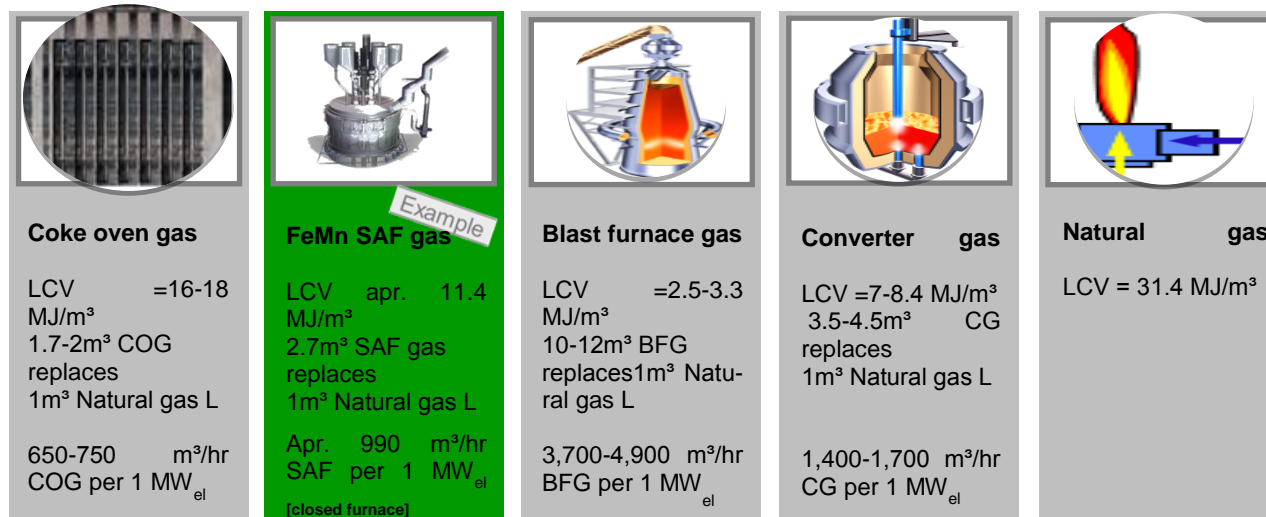 Coke oven gas
LCV =16-18
MJ/m³
1.7-2m³ COG
replaces
1m³ Natural gas L
650-750 m³/hr
COG per 1 MWel
Example
FeMn SAF gas
LCV apr. 11.4
MJ/m³
2.7m³ SAF gas
replaces
1m³ Natural gas L
Apr. 990 m³/hr
SAF per 1 MWel
[closed furnace]
Blast furnace gas
LCV =2.5-3.3
MJ/m³
10-12m³ BFG
replaces1m³ Natu-
ral gas L
3,700-4,900 m³/hr
BFG per 1 MWel
Converter gas
LCV =7-8.4 MJ/m³
3.5-4.5m³ CG
replaces
1m³ Natural gas L
1,400-1,700 m³/hr
CG per 1 MWel
Natural gas
LCV = 31.4 MJ/m³